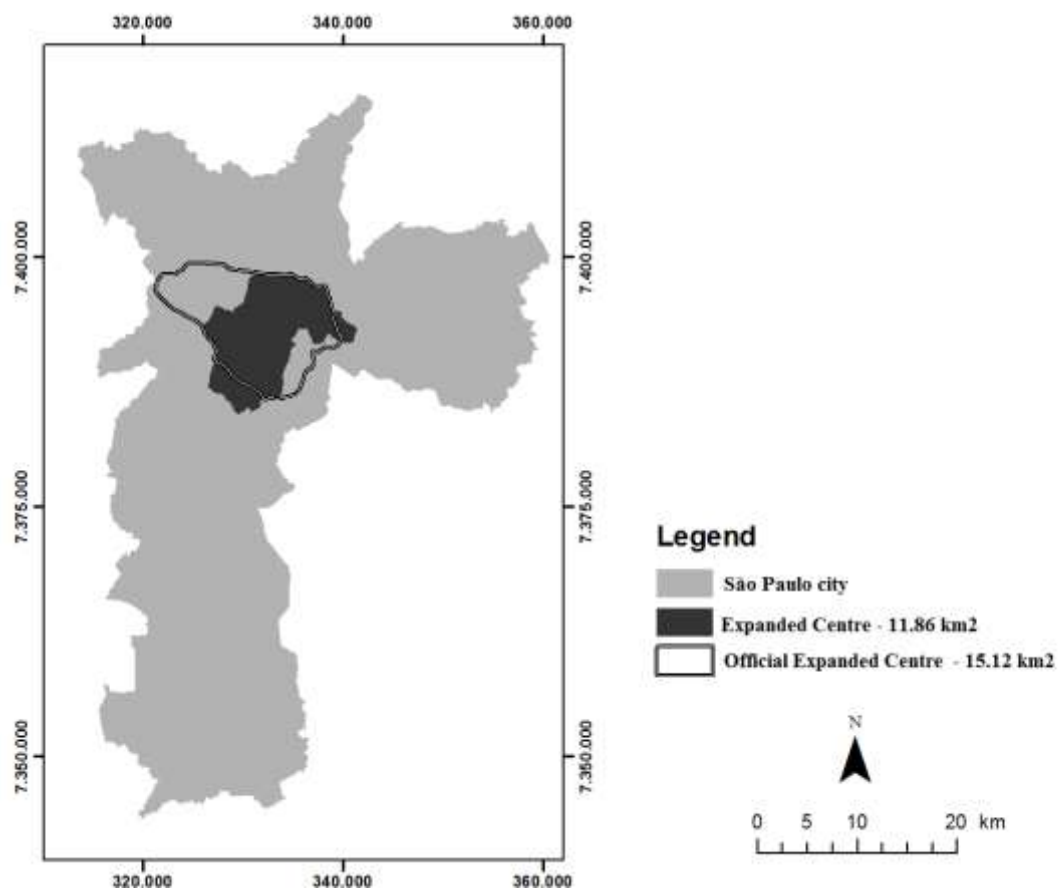 320.000 340.000 360.000
7.400.000 7.400.000
7.375.000 7.375.000
7.350.000 7.350.000
320.000 340.000 360.000
Legend
São Paulo city
Expanded Centre - 11.86 km2
Official Expanded Centre - 15.12 km2
N
0 5 10 20 km